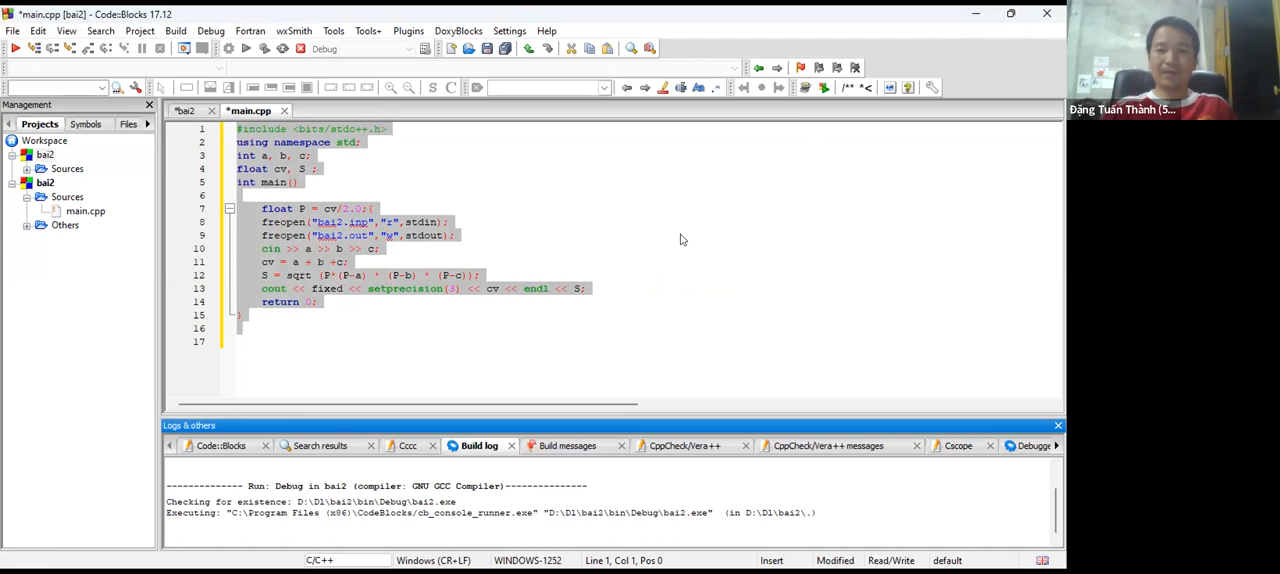 *main.cpp [bai2] - Code::Blocks 17.12
File Edit View Search Project Build Debug Fortran wxSmith Tools Tools+ Plugins DoxyBlocks Settings Help
Debug
S C
/** *<
Management
Projects Symbols Files
*bai2 *main.cpp
Workspace
bai2
Sources
bai2
Sources
main.cpp
Others
1 #include <bits/stdc++.h>
2 using namespace std;
3 int a, b, c;
4 float cv, S ;
5 int main()
6
7 float P = cv/2.0;{
8 freopen("bai2.inp","r",stdin);
9 freopen("bai2.out","w",stdout);
10 cin >> a >> b >> c;
11 cv = a + b +c;
12 S = sqrt (P*(P-a) * (P-b) * (P-c));
13 cout << fixed << setprecision(3) << cv << endl << S;
14 return 0;
15 }
16
17
Logs & others
Code::Blocks Search results Cccc Build log Build messages CppCheck/Vera++ CppCheck/Vera++ messages Cscope Debugge
-------------- Run: Debug in bai2 (compiler: GNU GCC Compiler)---------------
Checking for existence: D:\Dl\bai2\bin\Debug\bai2.exe
Executing: "C:\Program Files (x86)\CodeBlocks/cb_console_runner.exe" "D:\Dl\bai2\bin\Debug\bai2.exe" (in D:\Dl\bai2\.)
C/C++ Windows (CR+LF) WINDOWS-1252 Line 1, Col 1, Pos 0 Insert Modified Read/Write default
Đặng Tuấn Thành (5...